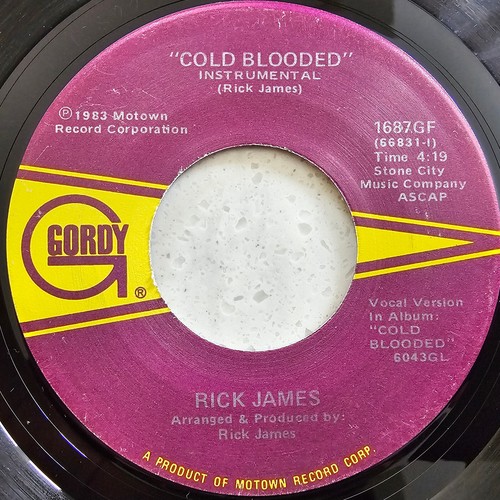 "COLD BLOODED"
INSTRUMENTAL
(Rick James)
℗1983 Motown
Record Corporation
1687GF
(66831-I)
Time 4:19
Stone City
Music Company
ASCAP
GORDY
G®
Vocal Version
In Album:
"COLD
BLOODED"
6043GL
RICK JAMES
Arranged & Produced by:
Rick James
A PRODUCT OF MOTOWN RECORD CORP.